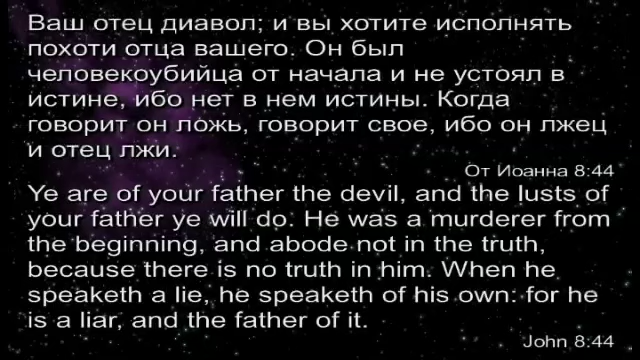 Ваш отец диавол; и вы хотите исполнять
похоти отца вашего. Он был
человекоубийца от начала и не устоял в
истине, ибо нет в нем истины. Когда
говорит он ложь, говорит свое, ибо он лжец
и отец лжи.
От Иоанна 8:44
Ye are of your father the devil, and the lusts of
your father ye will do. He was a murderer from
the beginning, and abode not in the truth,
because there is no truth in him. When he
speaketh a lie, he speaketh of his own: for he
is a liar, and the father of it.
John 8:44